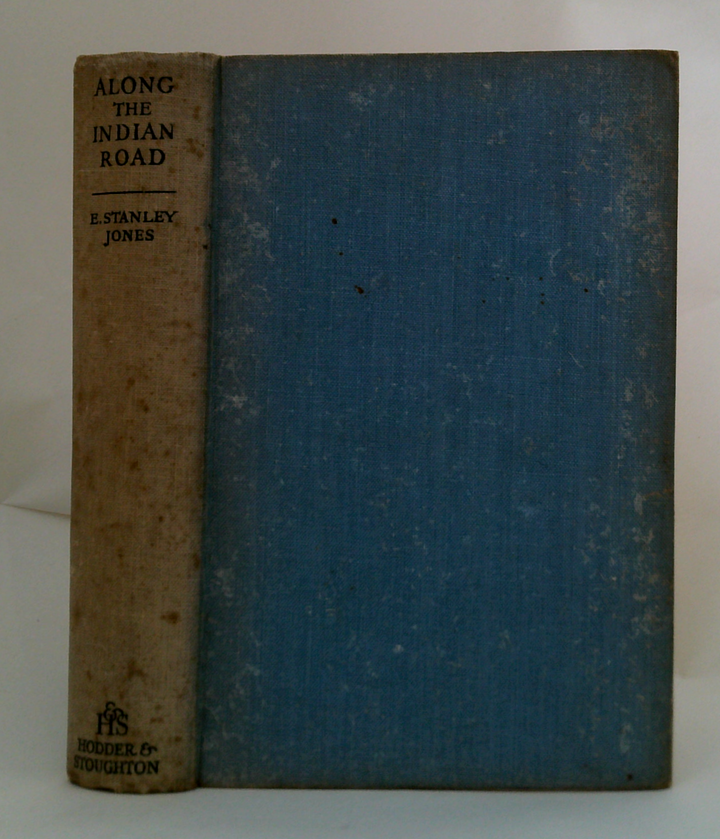 ALONG
THE
INDIAN
ROAD
E. STANLEY
JONES
H&S
HODDER &
STOUGHTON